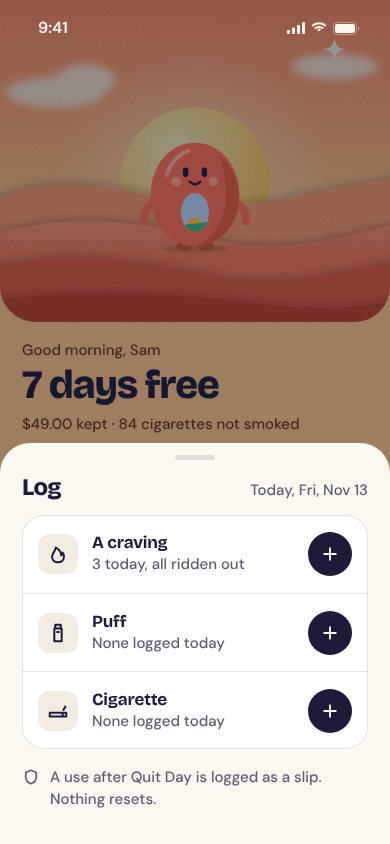 9:41
Good morning, Sam
7 days free
$49.00 kept · 84 cigarettes not smoked
Log
Today, Fri, Nov 13
A craving
3 today, all ridden out
Puff
None logged today
Cigarette
None logged today
A use after Quit Day is logged as a slip.
Nothing resets.